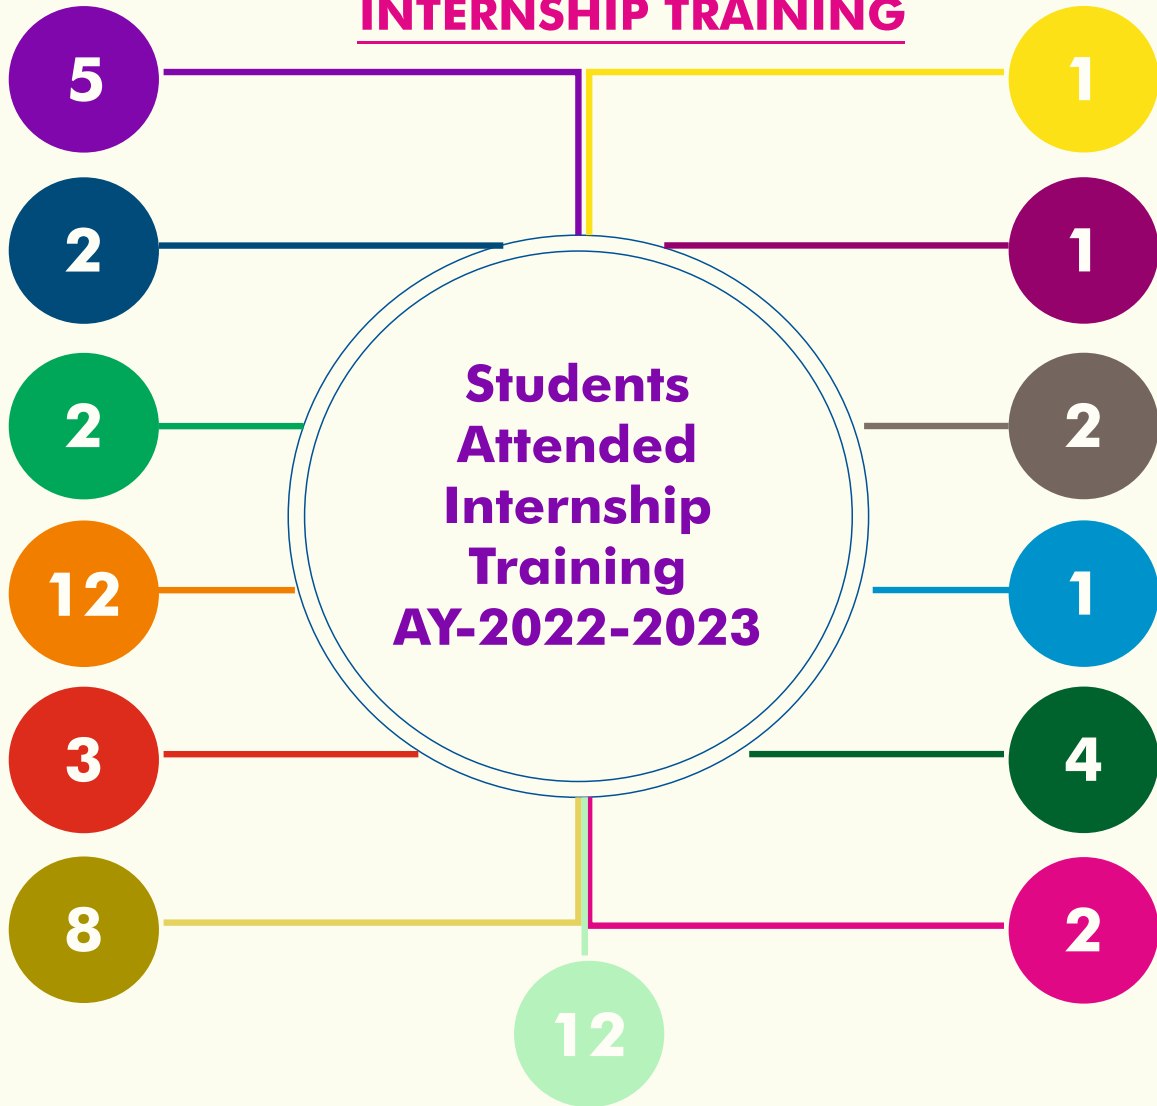 INTERNSHIP TRAINING
5
1
2
1
Students
Attended
Internship
Training
AY-2022-2023
2
2
12
1
3
4
8
2
12